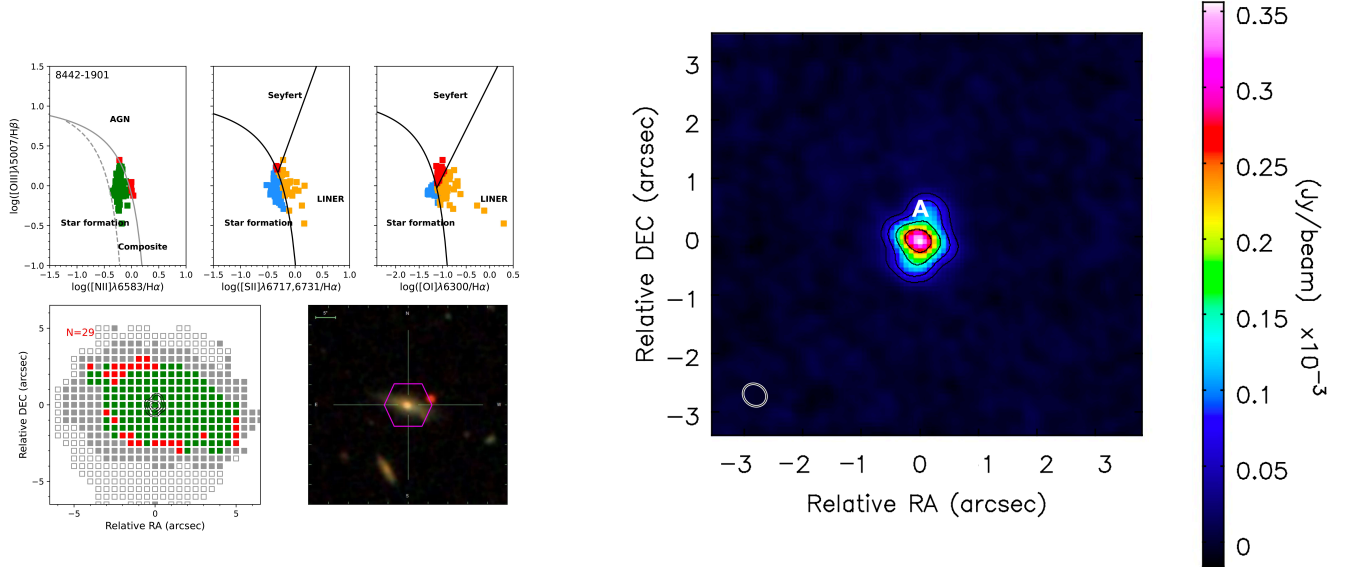 8442-1901
AGN
Star formation
Composite
1.5
1.0
0.5
0.0
−0.5
−1.0
log([OIII]λ5007/Hβ)
−1.5 −1.0 −0.5 0.0 0.5 1.0
log([NII]λ6583/Hα)
Seyfert
LINER
Star formation
−1.5 −1.0 −0.5 0.0 0.5 1.0
log([SII]λ6717,6731/Hα)
Seyfert
LINER
Star formation
−2.0 −1.5 −1.0 −0.5 0.0 0.5
log([OI]λ6300/Hα)
N=29
5
0
−5
Relative DEC (arcsec)
−5 0 5
Relative RA (arcsec)
5"
N
E
W
S
A
3
2
1
0
−1
−2
−3
Relative DEC (arcsec)
−3 −2 −1 0 1 2 3
Relative RA (arcsec)
0.35
0.3
0.25
0.2
0.15
0.1
0.05
0
(Jy/beam) x10⁻³